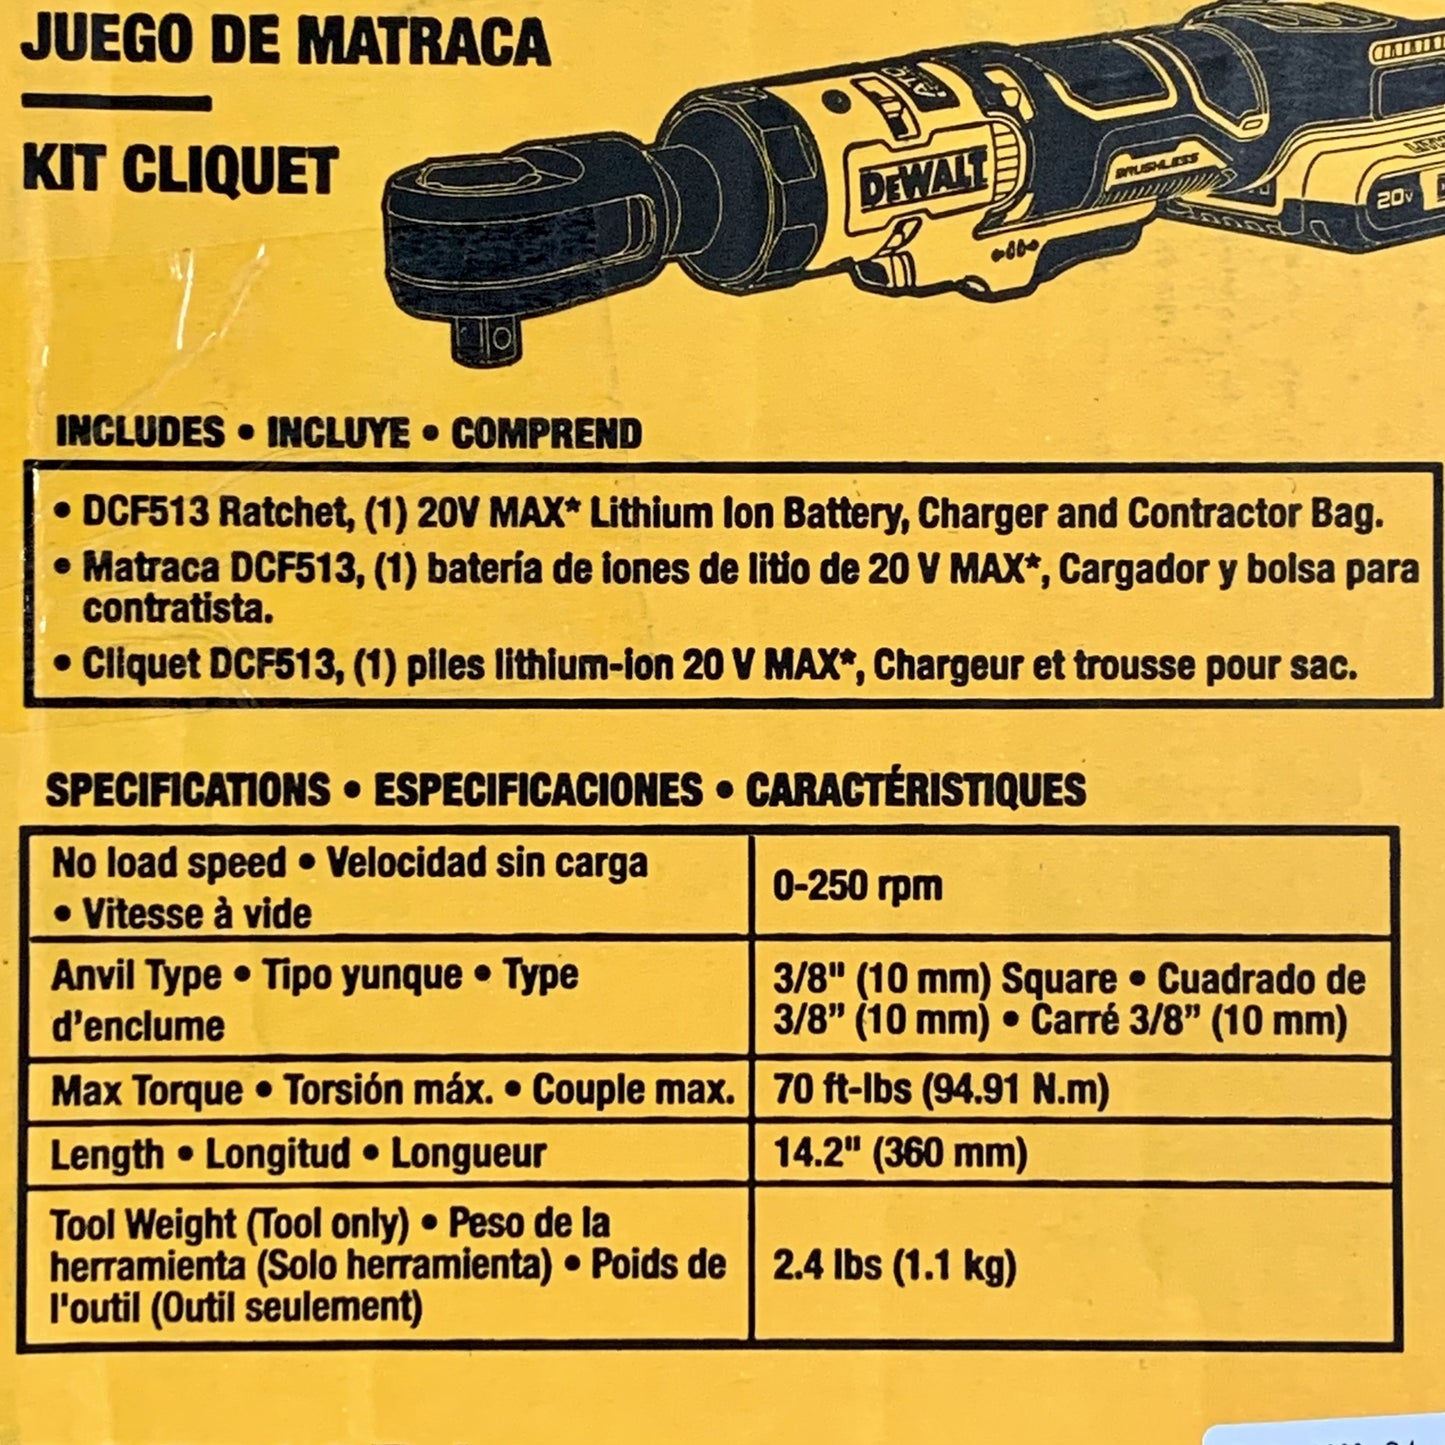 JUEGO DE MATRACA
KIT CLIQUET
DEWALT
BRUSHLESS
20V
INCLUDES • INCLUYE • COMPREND
• DCF513 Ratchet, (1) 20V MAX* Lithium Ion Battery, Charger and Contractor Bag.
• Matraca DCF513, (1) batería de iones de litio de 20 V MAX*, Cargador y bolsa para
contratista.
• Cliquet DCF513, (1) piles lithium-ion 20 V MAX*, Chargeur et trousse pour sac.
SPECIFICATIONS • ESPECIFICACIONES • CARACTÉRISTIQUES
No load speed • Velocidad sin carga
• Vitesse à vide
0-250 rpm
Anvil Type • Tipo yunque • Type
d'enclume
3/8" (10 mm) Square • Cuadrado de
3/8” (10 mm) • Carré 3/8” (10 mm)
Max Torque • Torsión máx. • Couple max.
70 ft-lbs (94.91 N.m)
Length • Longitud • Longueur
14.2" (360 mm)
Tool Weight (Tool only) • Peso de la
herramienta (Solo herramienta) • Poids de
l'outil (Outil seulement)
2.4 lbs (1.1 kg)